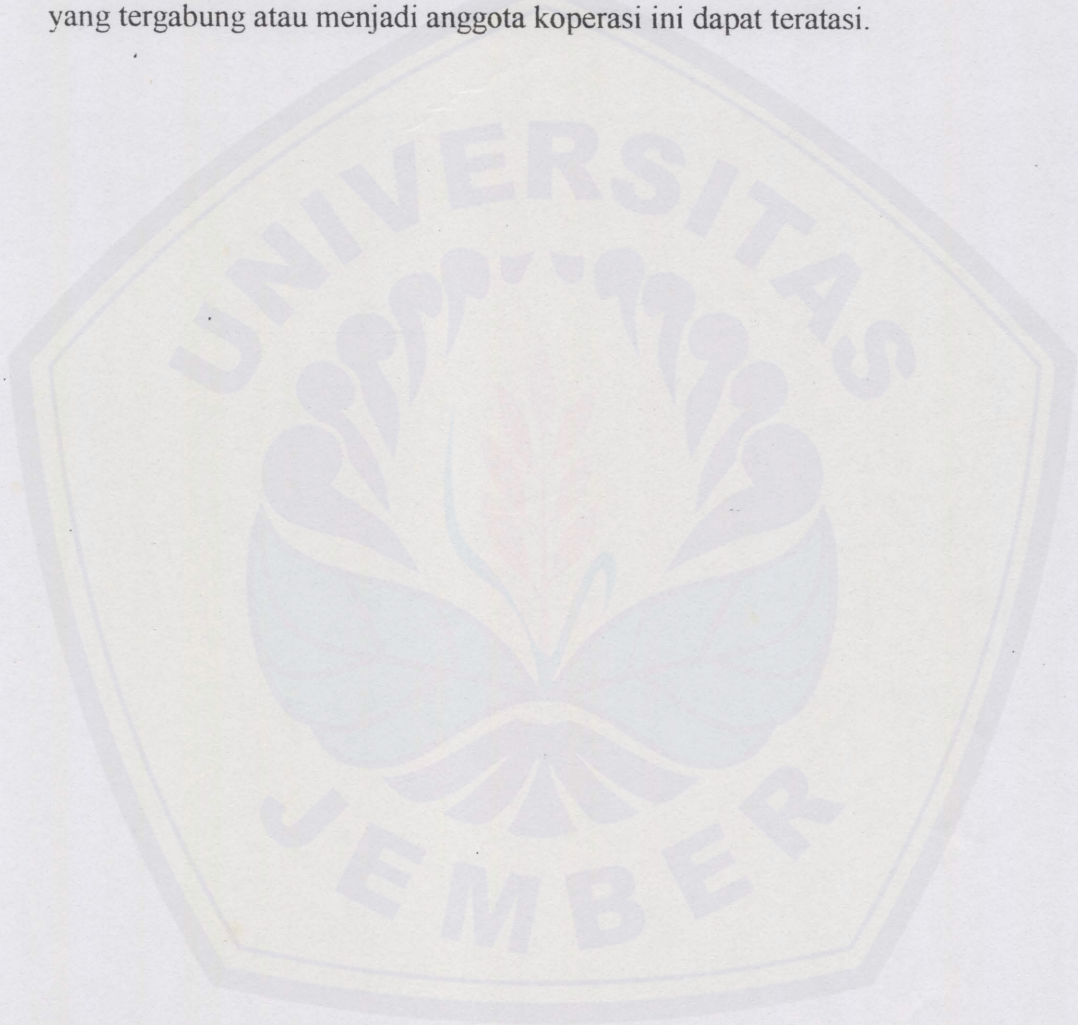 yang tergabung atau menjadi anggota koperasi ini dapat teratasi.
UNIVERSITAS
JEMBER